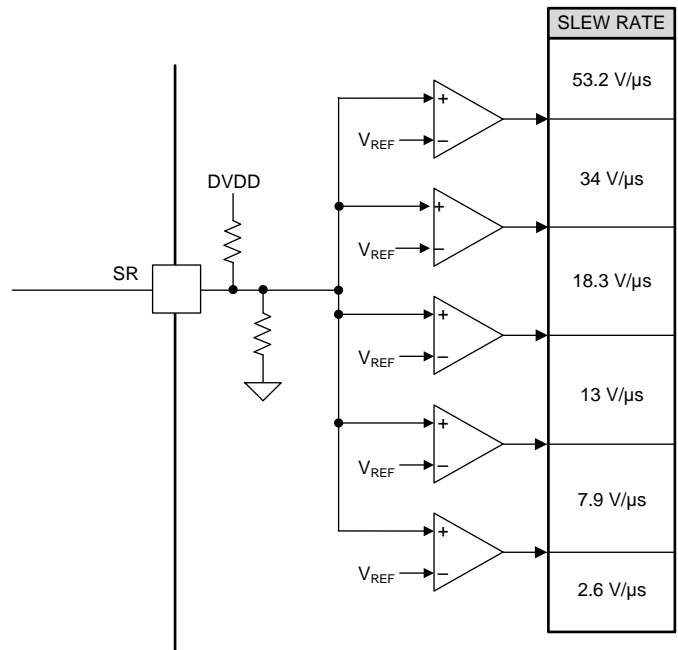 SLEW RATE
53.2 V/µs
+
VREF
−
34 V/µs
DVDD
+
VREF
−
SR
18.3 V/µs
+
VREF
−
13 V/µs
+
VREF
−
7.9 V/µs
+
VREF
−
2.6 V/µs